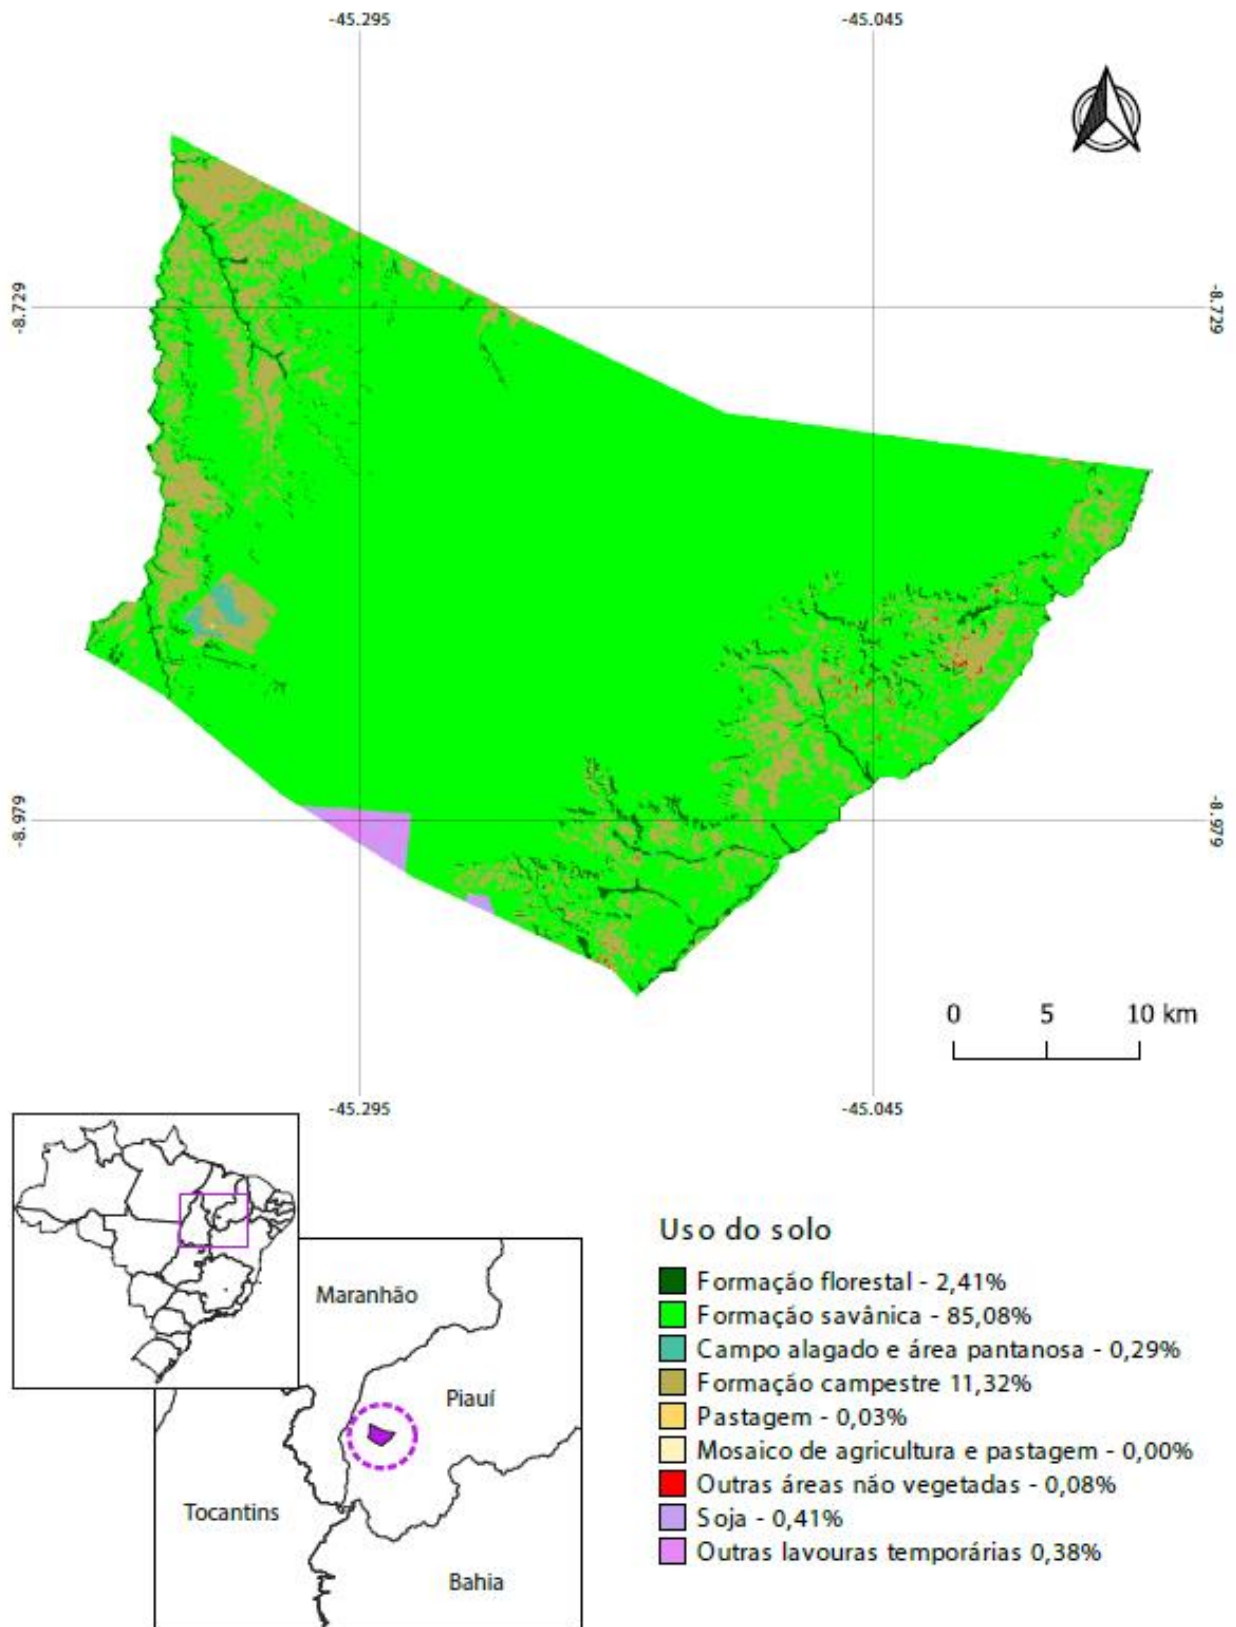 -45.295
-45.045
-8.729
-8.729
-8.979
-8.979
0 5 10 km
-45.295
-45.045
Maranhão
Piauí
Tocantins
Bahia
Uso do solo
Formação florestal - 2,41%
Formação savânica - 85,08%
Campo alagado e área pantanosa - 0,29%
Formação campestre 11,32%
Pastagem - 0,03%
Mosaico de agricultura e pastagem - 0,00%
Outras áreas não vegetadas - 0,08%
Soja - 0,41%
Outras lavouras temporárias 0,38%